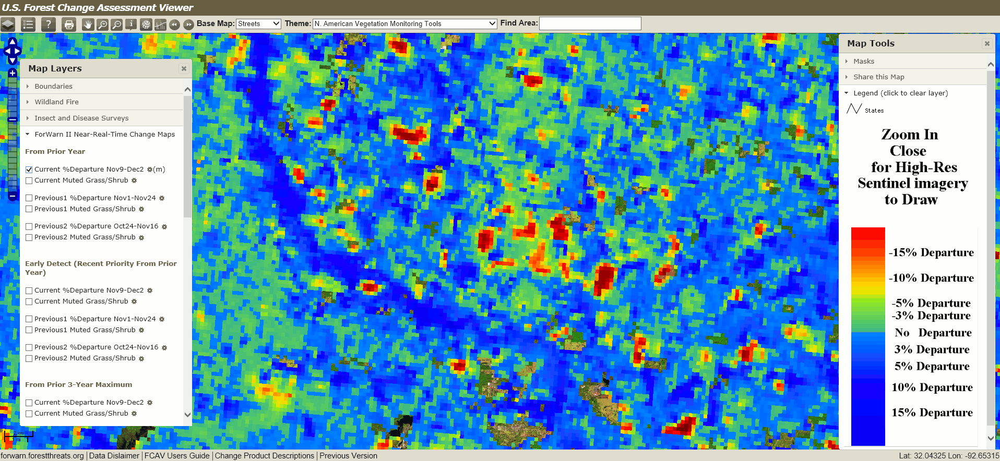 U.S. Forest Change Assessment Viewer
Base Map: Streets Theme: N. American Vegetation Monitoring Tools Find Area:
Map Layers
Boundaries
Wildland Fire
Insect and Disease Surveys
ForWarn II Near-Real-Time Change Maps
From Prior Year
Current %Departure Nov9-Dec2 (m)
Current Muted Grass/Shrub
Previous1 %Departure Nov1-Nov24
Previous1 Muted Grass/Shrub
Previous2 %Departure Oct24-Nov16
Previous2 Muted Grass/Shrub
Early Detect (Recent Priority From Prior
Year)
Current %Departure Nov9-Dec2
Current Muted Grass/Shrub
Previous1 %Departure Nov1-Nov24
Previous1 Muted Grass/Shrub
Previous2 %Departure Oct24-Nov16
Previous2 Muted Grass/Shrub
From Prior 3-Year Maximum
Current %Departure Nov9-Dec2
Current Muted Grass/Shrub
Map Tools
Masks
Share this Map
Legend (click to clear layer)
States
Zoom In
Close
for High-Res
Sentinel imagery
to Draw
-15% Departure
-10% Departure
-5% Departure
-3% Departure
No Departure
3% Departure
5% Departure
10% Departure
15% Departure
forwarn.forestthreats.org | Data Dislaimer | FCAV Users Guide | Change Product Descriptions | Previous Version
Lat: 32.04325 Lon: -92.65315